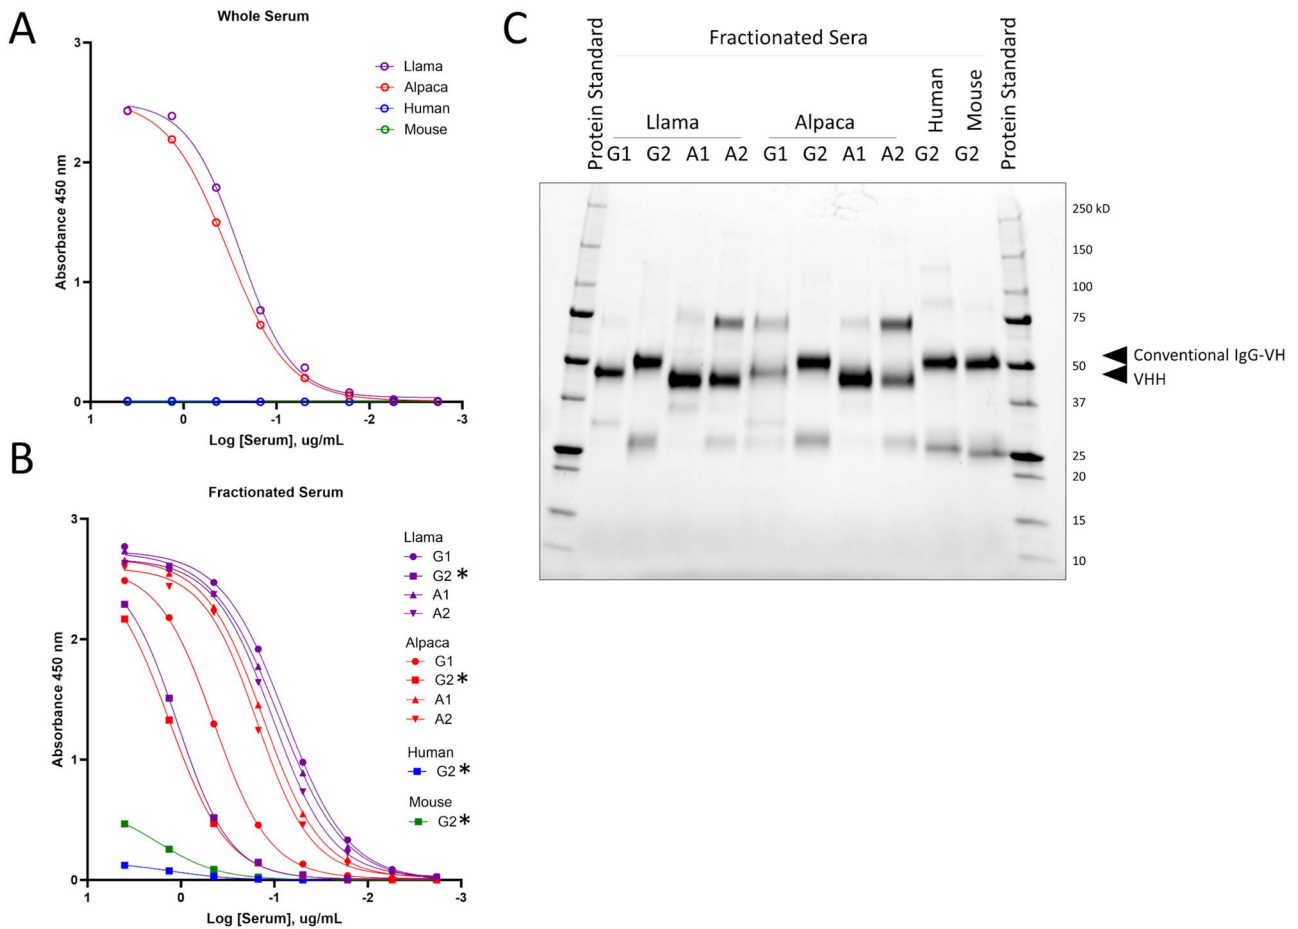 A
Whole Serum
3
2
1
0
Absorbance 450 nm
1
0
-1
-2
-3
Log [Serum], ug/mL
Llama
Alpaca
Human
Mouse
B
Fractionated Serum
3
2
1
0
Absorbance 450 nm
1
0
-1
-2
-3
Log [Serum], ug/mL
Llama
G1
G2 *
A1
A2
Alpaca
G1
G2 *
A1
A2
Human
G2 *
Mouse
G2 *
C
Fractionated Sera
Protein Standard
Llama
Alpaca
Human
Mouse
Protein Standard
G1 G2 A1 A2 G1 G2 A1 A2 G2 G2
250 kD
150
100
75
50
37
25
20
15
10
Conventional IgG-VH
VHH